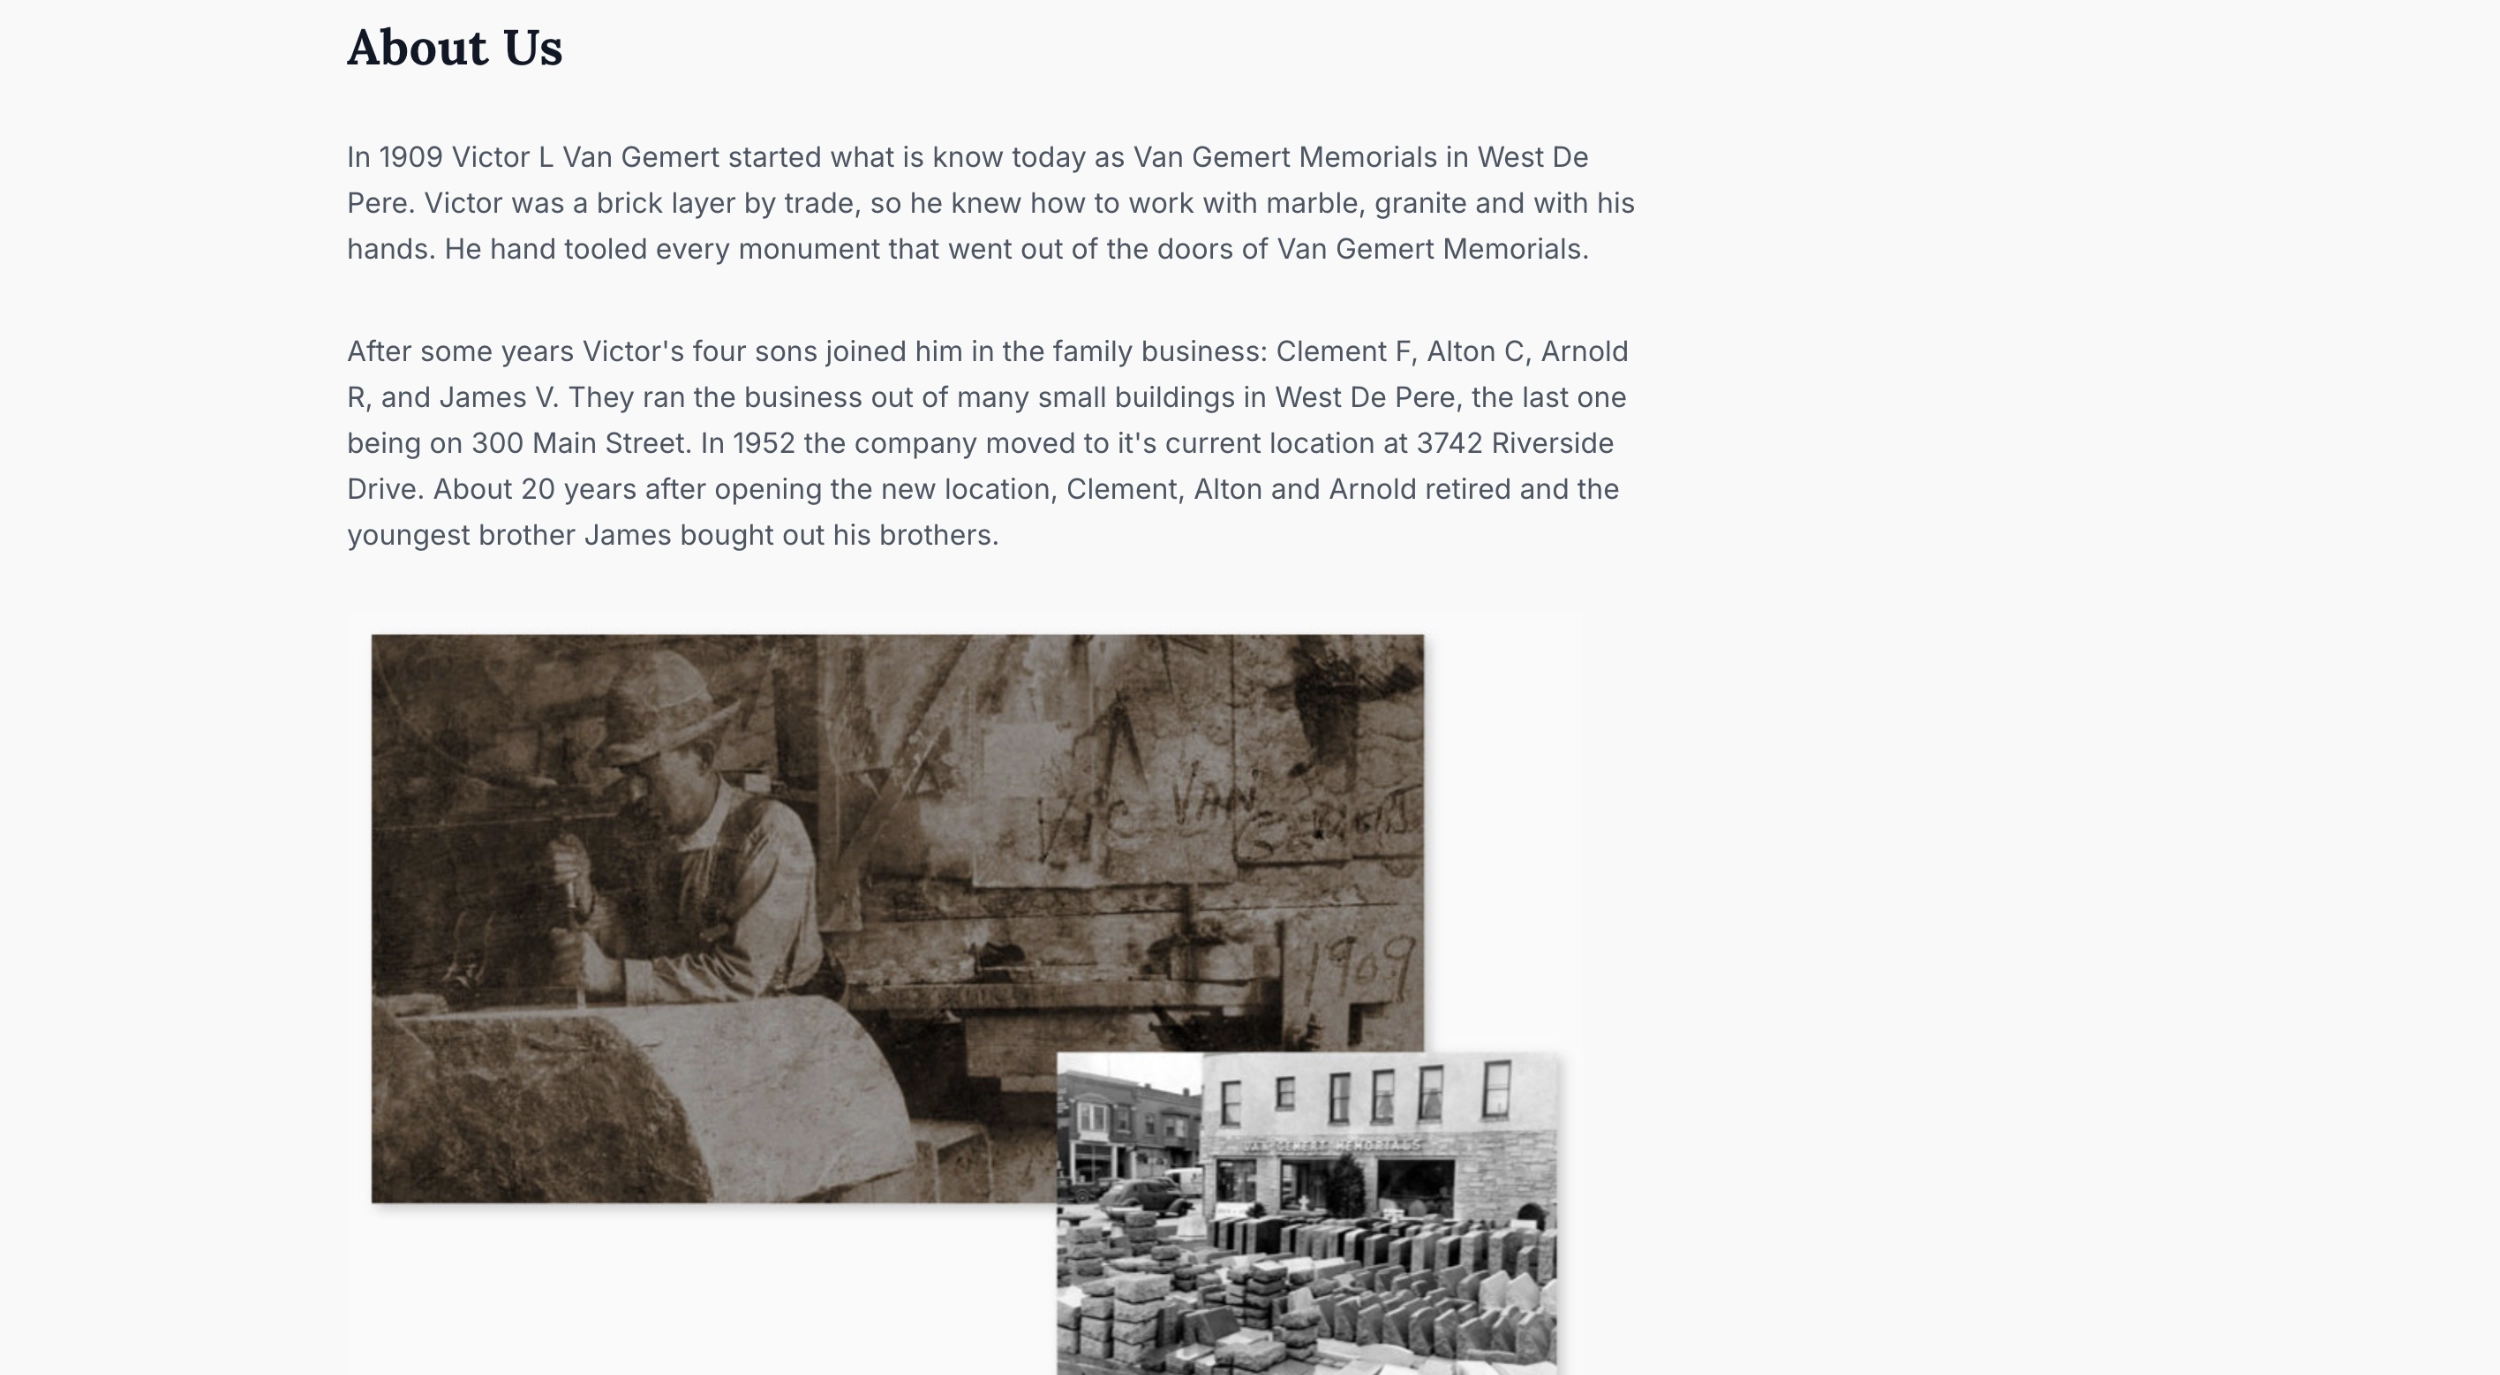 About Us
In 1909 Victor L Van Gemert started what is know today as Van Gemert Memorials in West De
Pere. Victor was a brick layer by trade, so he knew how to work with marble, granite and with his
hands. He hand tooled every monument that went out of the doors of Van Gemert Memorials.
After some years Victor's four sons joined him in the family business: Clement F, Alton C, Arnold
R, and James V. They ran the business out of many small buildings in West De Pere, the last one
being on 300 Main Street. In 1952 the company moved to it's current location at 3742 Riverside
Drive. About 20 years after opening the new location, Clement, Alton and Arnold retired and the
youngest brother James bought out his brothers.
VIC VAN
GEMERT
1909
VAN GEMERT MEMORIALS